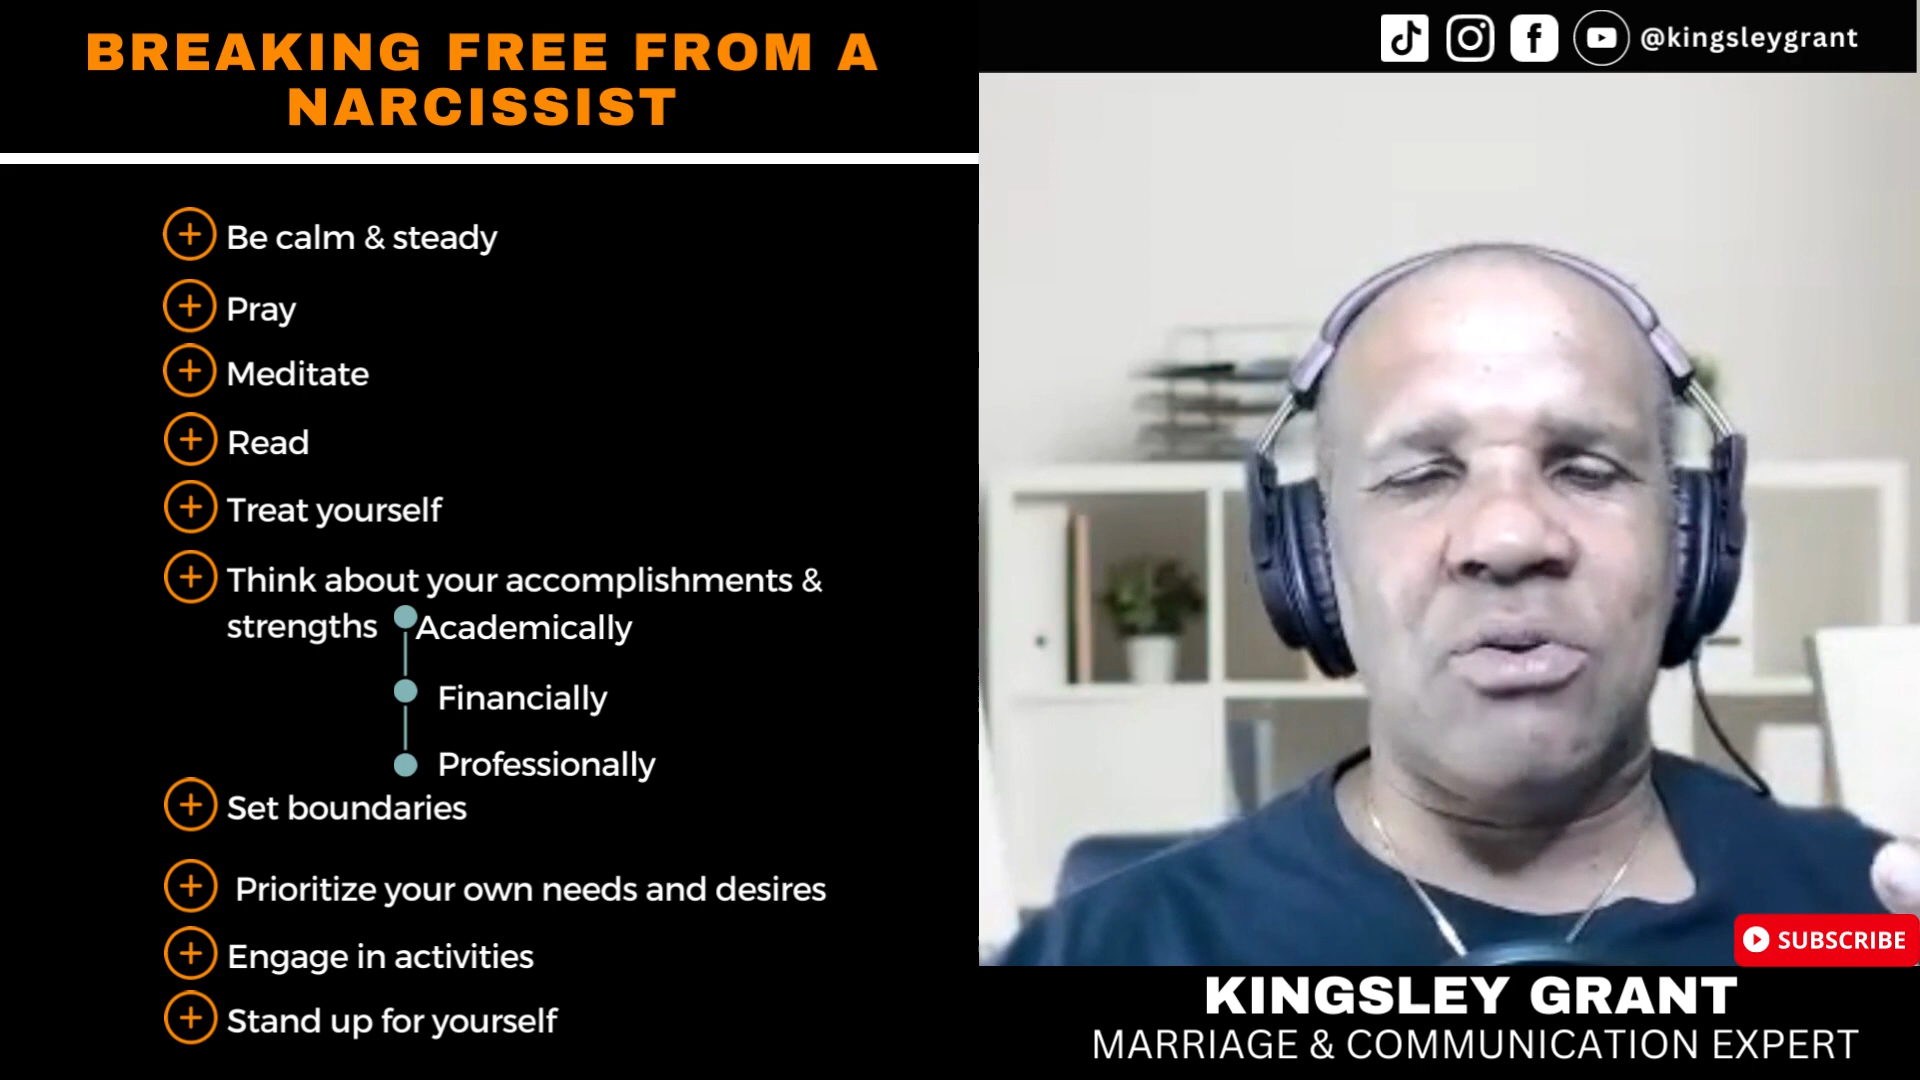 BREAKING FREE FROM A
NARCISSIST
Be calm & steady
Pray
Meditate
Read
Treat yourself
Think about your accomplishments &
strengths
Academically
Financially
Professionally
Set boundaries
Prioritize your own needs and desires
Engage in activities
Stand up for yourself
@kingsleygrant
SUBSCRIBE
KINGSLEY GRANT
MARRIAGE & COMMUNICATION EXPERT